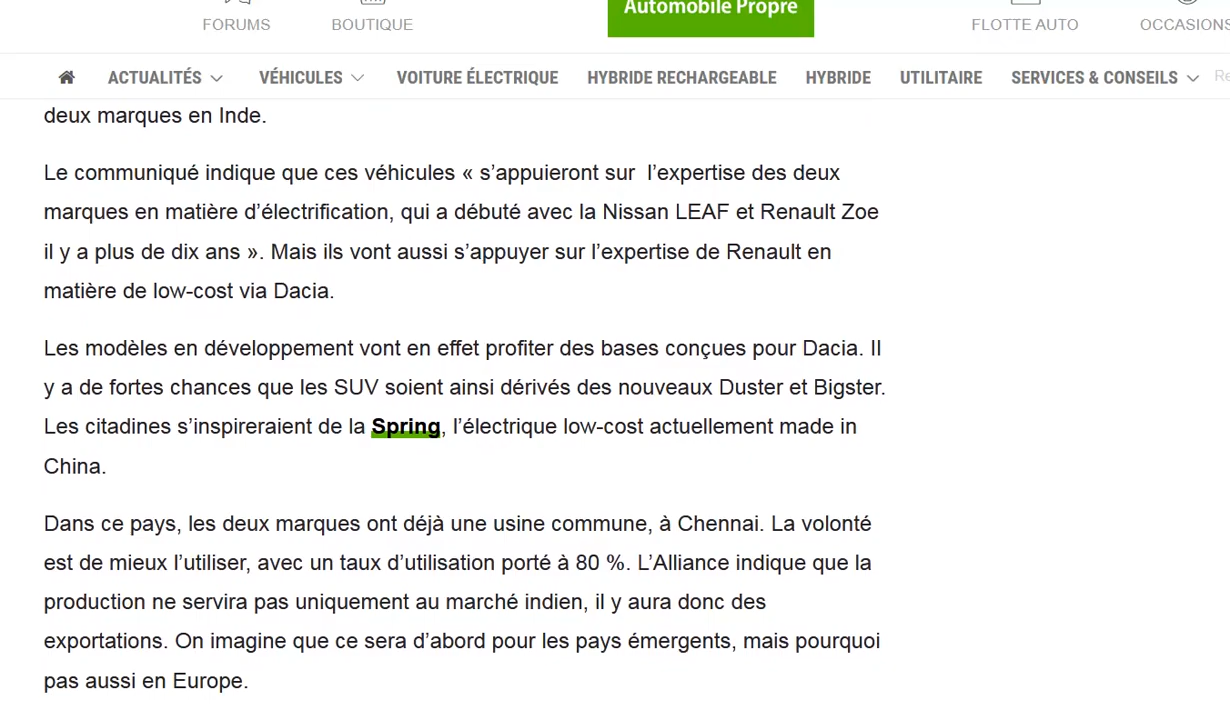 FORUMS
BOUTIQUE
Automobile Propre
FLOTTE AUTO
OCCASIONS
ACTUALITÉS
VÉHICULES
VOITURE ÉLECTRIQUE
HYBRIDE RECHARGEABLE
HYBRIDE
UTILITAIRE
SERVICES & CONSEILS
Re
deux marques en Inde.
Le communiqué indique que ces véhicules « s’appuieront sur l’expertise des deux
marques en matière d’électrification, qui a débuté avec la Nissan LEAF et Renault Zoe
il y a plus de dix ans ». Mais ils vont aussi s’appuyer sur l’expertise de Renault en
matière de low-cost via Dacia.
Les modèles en développement vont en effet profiter des bases conçues pour Dacia. Il
y a de fortes chances que les SUV soient ainsi dérivés des nouveaux Duster et Bigster.
Les citadines s’inspireraient de la Spring, l’électrique low-cost actuellement made in
China.
Dans ce pays, les deux marques ont déjà une usine commune, à Chennai. La volonté
est de mieux l’utiliser, avec un taux d’utilisation porté à 80 %. L’Alliance indique que la
production ne servira pas uniquement au marché indien, il y aura donc des
exportations. On imagine que ce sera d’abord pour les pays émergents, mais pourquoi
pas aussi en Europe.